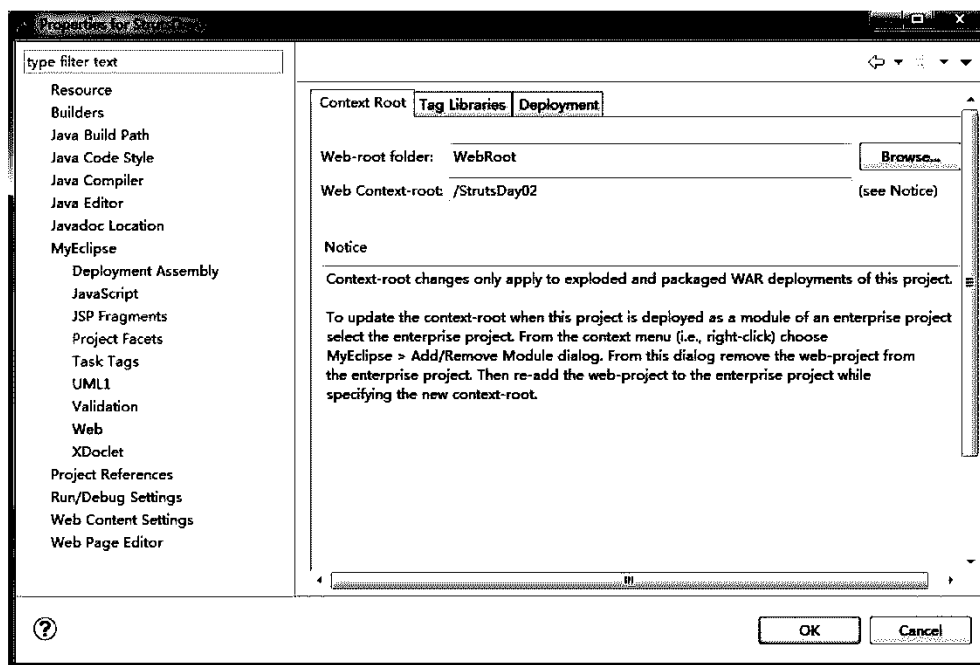 Properties for
type filter text
Resource
Builders
Java Build Path
Java Code Style
Java Compiler
Java Editor
Javadoc Location
MyEclipse
Deployment Assembly
JavaScript
JSP Fragments
Project Facets
Task Tags
UML1
Validation
Web
XDoclet
Project References
Run/Debug Settings
Web Content Settings
Web Page Editor
Context Root Tag Libraries Deployment
Web-root folder: WebRoot Browse...
Web Context-root: /StrutsDay02 (see Notice)
Notice
Context-root changes only apply to exploded and packaged WAR deployments of this project.
To update the context-root when this project is deployed as a module of an enterprise project
select the enterprise project. From the context menu (i.e., right-click) choose
MyEclipse > Add/Remove Module dialog. From this dialog remove the web-project from
the enterprise project. Then re-add the web-project to the enterprise project while
specifying the new context-root.
OK Cancel